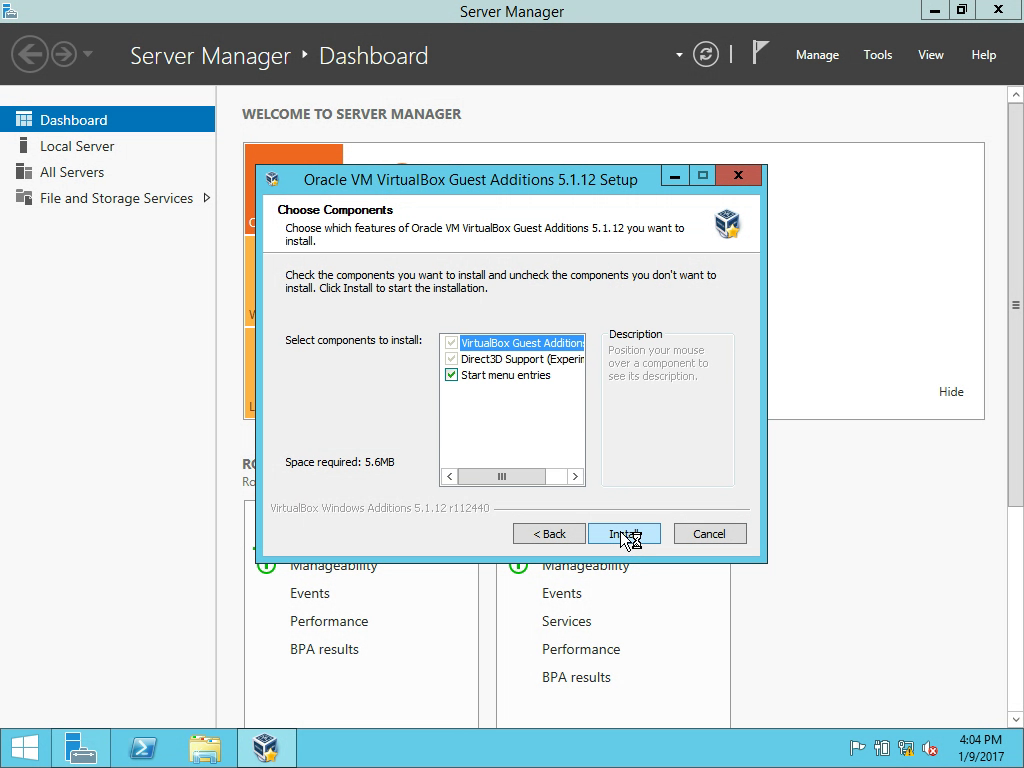 Server Manager
Server Manager ‣ Dashboard
Manage Tools View Help
Dashboard
Local Server
All Servers
File and Storage Services
WELCOME TO SERVER MANAGER
Oracle VM VirtualBox Guest Additions 5.1.12 Setup
Choose Components
Choose which features of Oracle VM VirtualBox Guest Additions 5.1.12 you want to
install.
Check the components you want to install and uncheck the components you don't want to
install. Click Install to start the installation.
Select components to install:
VirtualBox Guest Additions
Direct3D Support (Experim
Start menu entries
Description
Position your mouse
over a component to
see its description.
Hide
Space required: 5.6MB
VirtualBox Windows Additions 5.1.12 r112440
< Back
Install
Cancel
Manageability
Events
Performance
BPA results
Manageability
Events
Services
Performance
BPA results
4:04 PM
1/9/2017